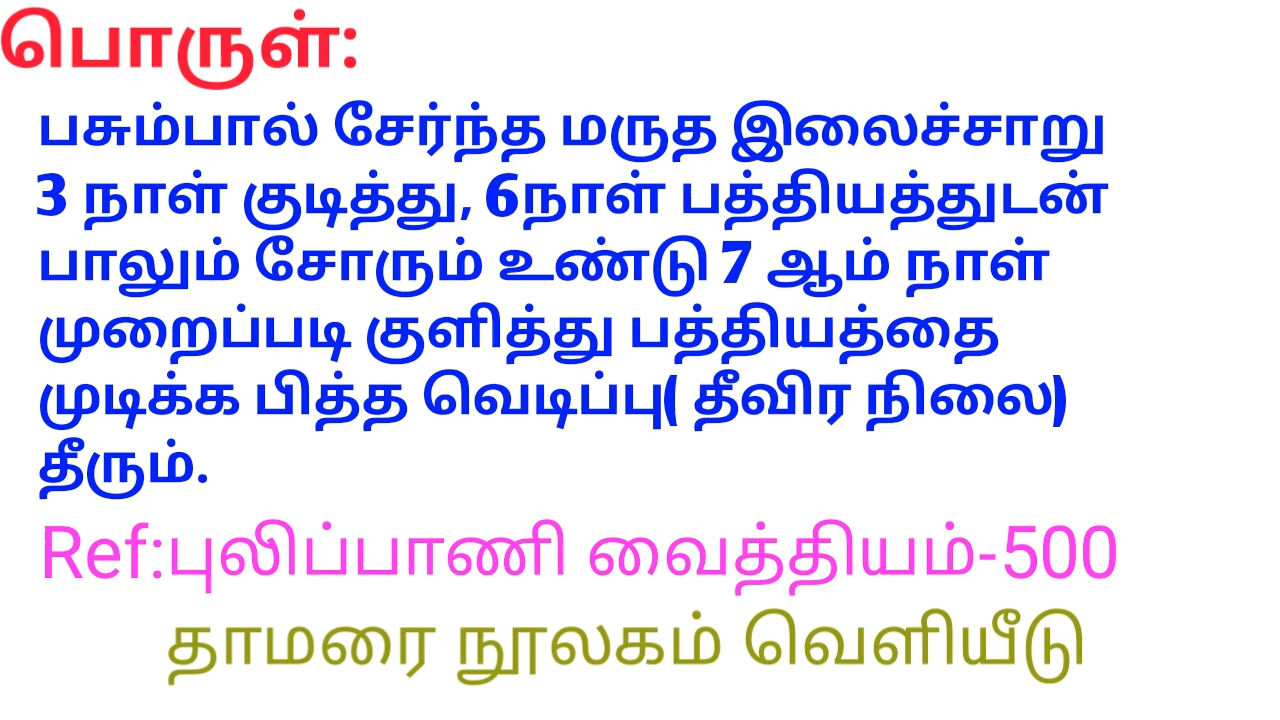 பொருள்:
பசும்பால் சேர்ந்த மருத இலைச்சாறு
3 நாள் குடித்து, 6நாள் பத்தியத்துடன்
பாலும் சோரும் உண்டு 7 ஆம் நாள்
முறைப்படி குளித்து பத்தியத்தை
முடிக்க பித்த வெடிப்பு( தீவிர நிலை)
தீரும்.
Ref:புலிப்பாணி வைத்தியம்-500
தாமரை நூலகம் வெளியீடு